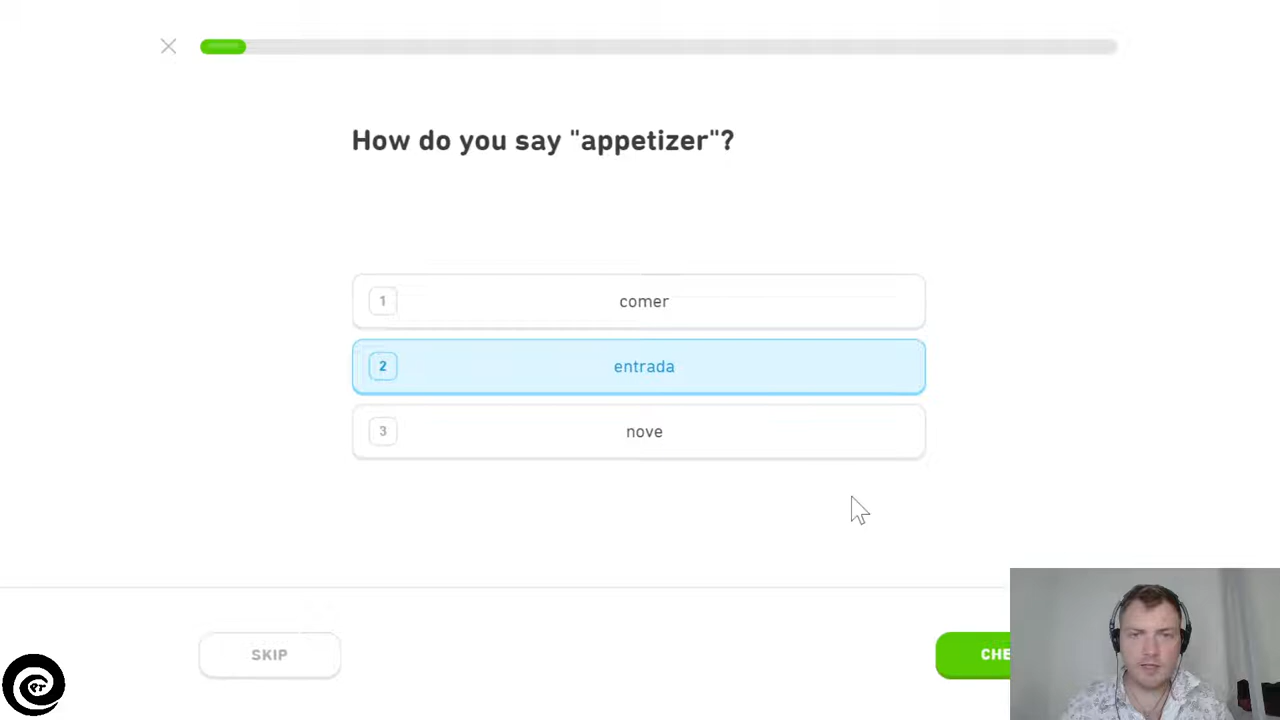 How do you say "appetizer"?
1 comer
2 entrada
3 nove
SKIP CHE